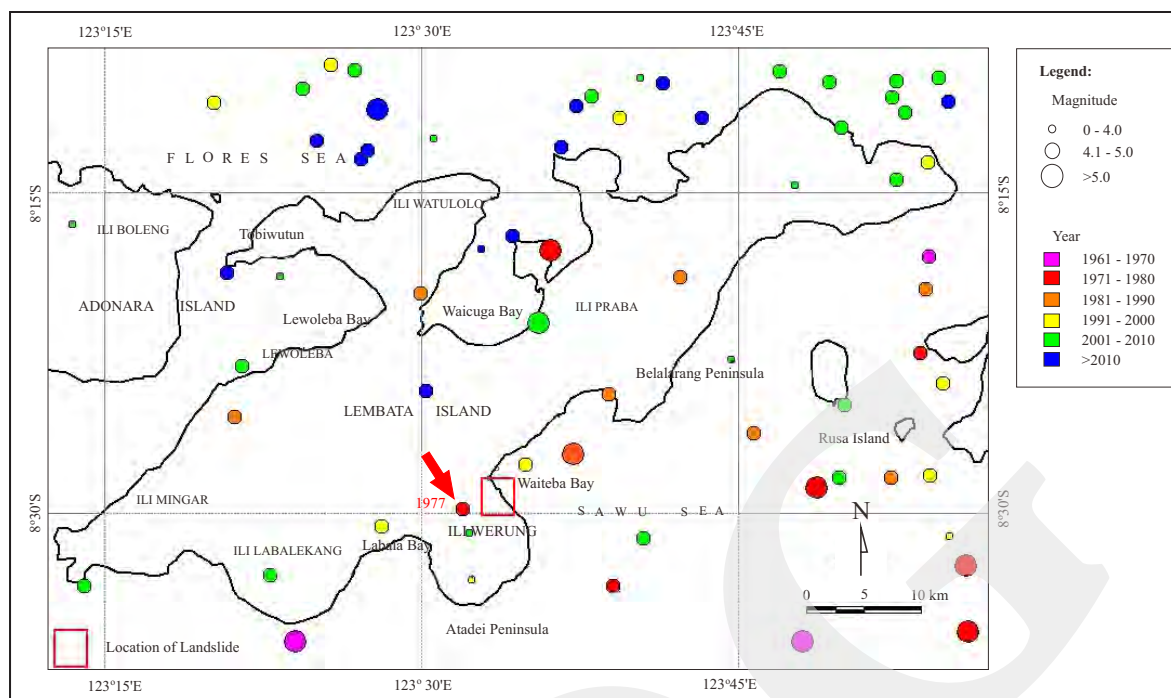 123°15'E
123°30'E
123°45'E
Legend:
Magnitude
0 - 4.0
4.1 - 5.0
>5.0
FLORES SEA
8°15'S
8°15'S
ILI WATULOLO
ILI BOLENG
Tobiwutun
Year
1961 - 1970
1971 - 1980
1981 - 1990
1991 - 2000
2001 - 2010
>2010
ADONARA ISLAND
Waicuga Bay
ILI PRABA
Lewoleba Bay
LEWOLEBA
Belalarang Peninsula
LEMBATA ISLAND
Rusa Island
Waiteba Bay
ILI MINGAR
1977
SAWU SEA
N
8°30'S
8°30'S
ILI WERUNG
Labala Bay
ILI LABALEKANG
0 5 10 km
Atadei Peninsula
Location of Landslide
123°15'E
123°30'E
123°45'E
G